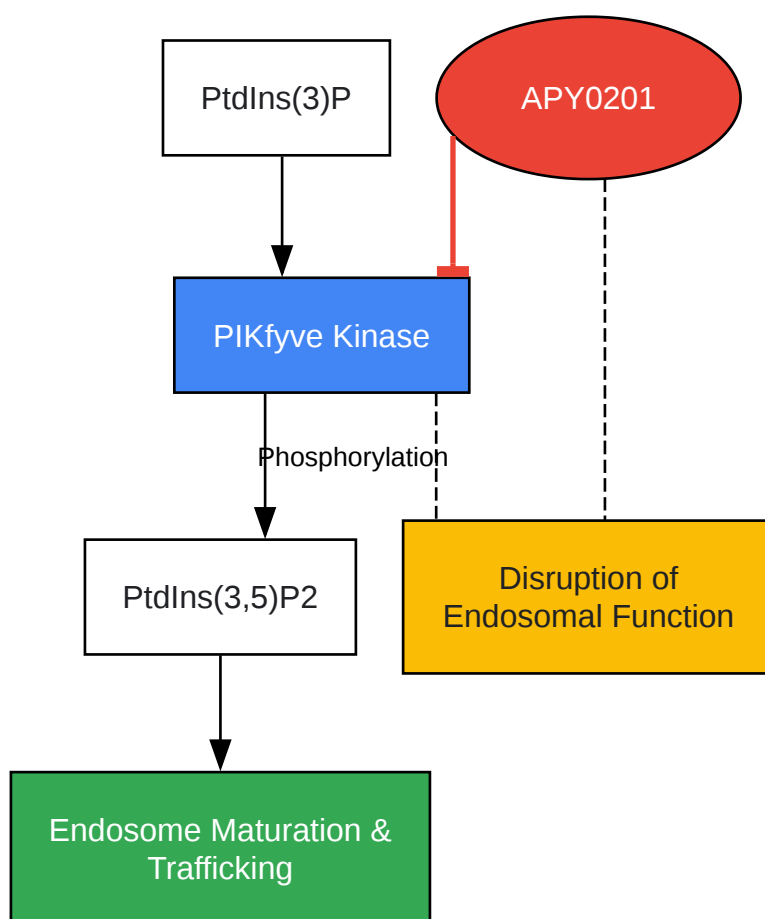 PtdIns(3)P
APY0201
PIKfyve Kinase
Phosphorylation
PtdIns(3,5)P2
Disruption of
Endosomal Function
Endosome Maturation &
Trafficking